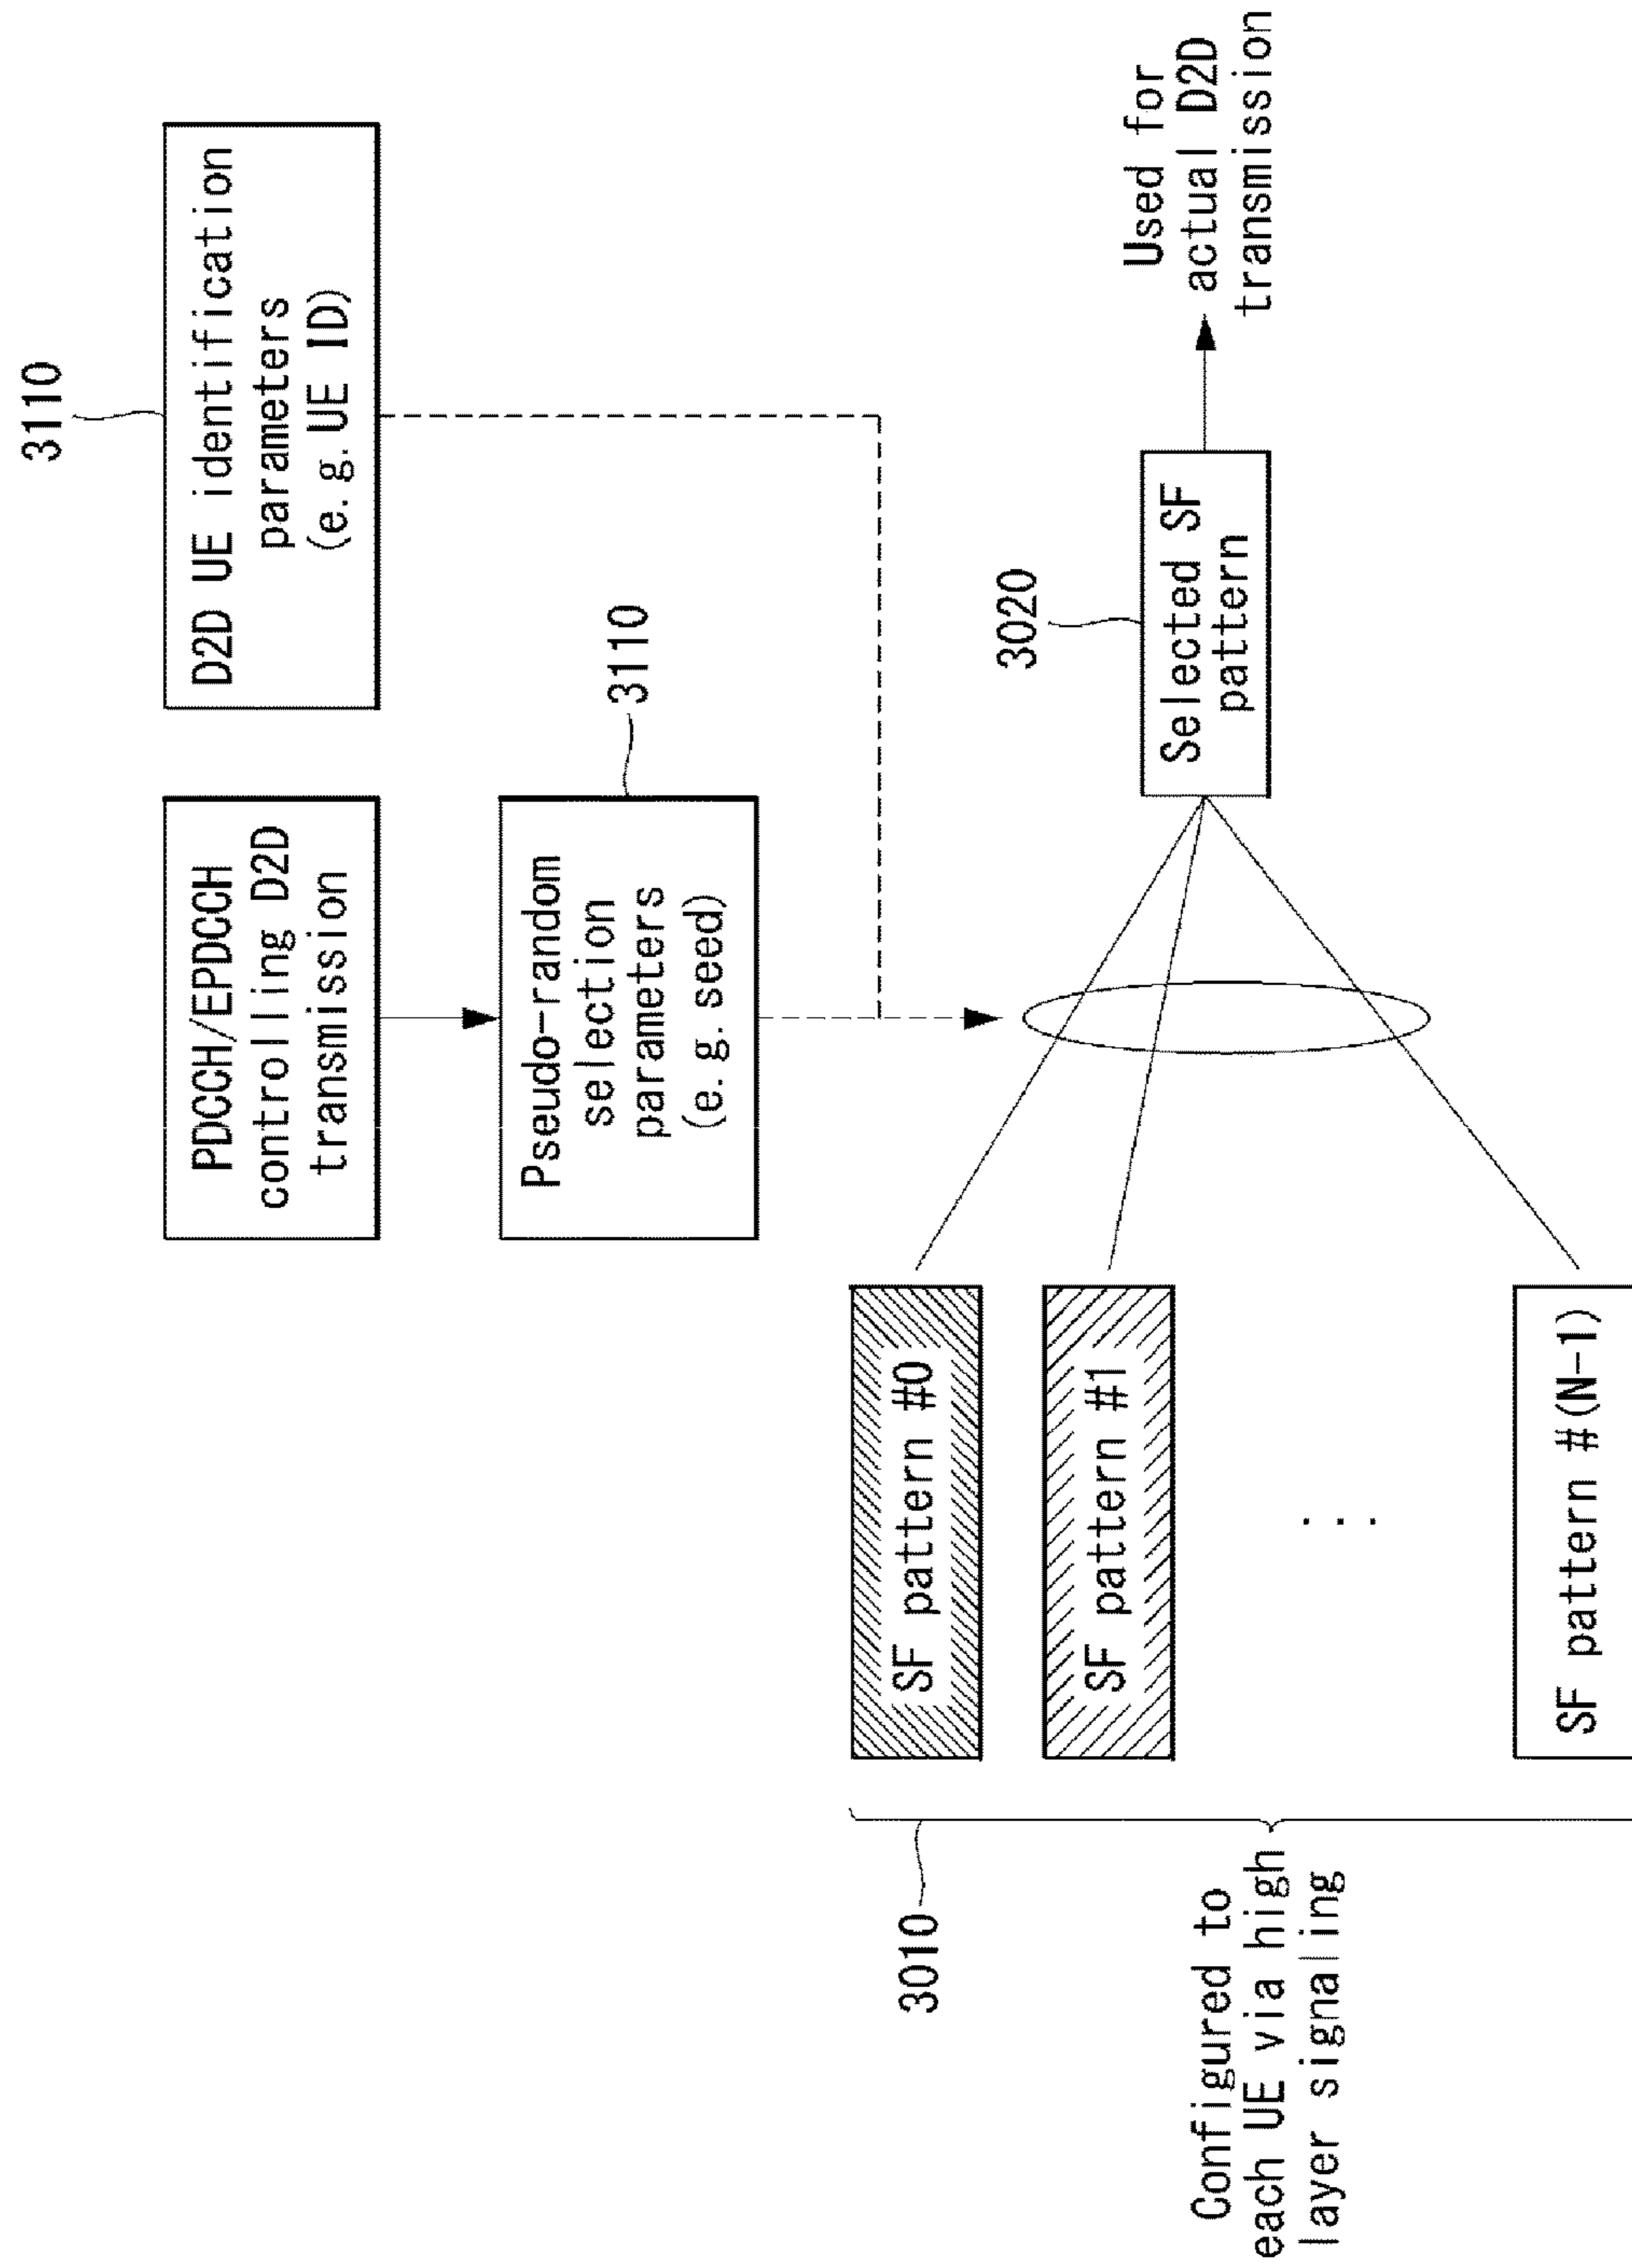 3110
D2D UE identification
parameters
(e.g. UE ID)
PDCCH/EPDCCH
controlling D2D
transmission
3110
Pseudo-random
selection
parameters
(e.g. seed)
3010
Configured to
each UE via high
layer signaling
SF pattern #0
SF pattern #1
...
SF pattern #(N-1)
3020
Selected SF
pattern
Used for
actual D2D
transmission